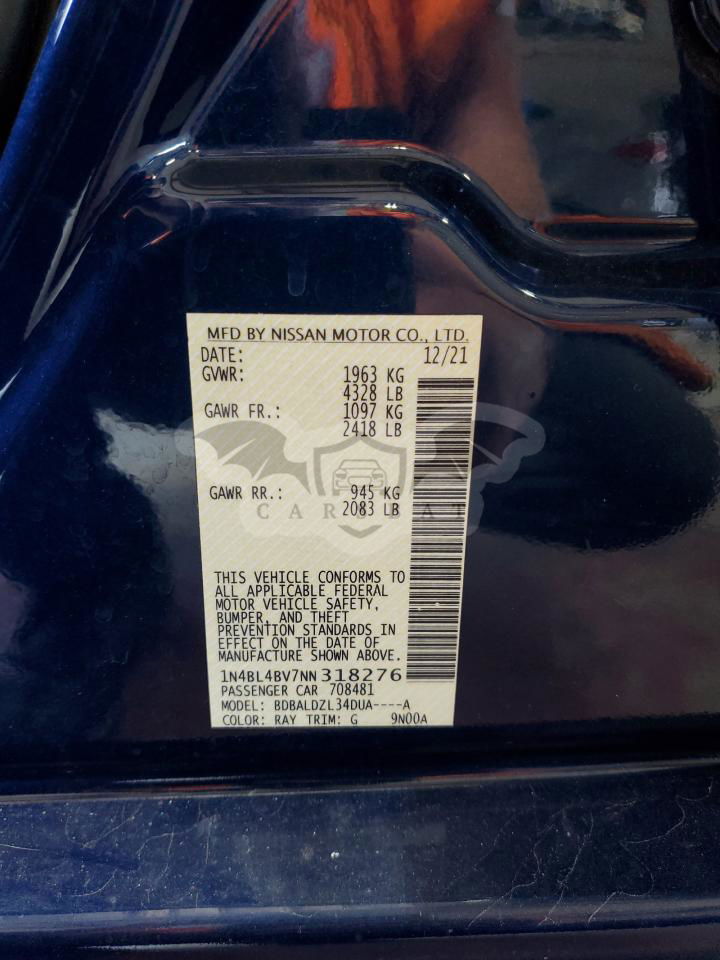 MFD BY NISSAN MOTOR CO., LTD.
DATE: 12/21
GVWR: 1963 KG
4328 LB
GAWR FR.: 1097 KG
2418 LB
GAWR RR.: 945 KG
2083 LB
CARSBAT
THIS VEHICLE CONFORMS TO
ALL APPLICABLE FEDERAL
MOTOR VEHICLE SAFETY,
BUMPER, AND THEFT
PREVENTION STANDARDS IN
EFFECT ON THE DATE OF
MANUFACTURE SHOWN ABOVE.
1N4BL4BV7NN318276
PASSENGER CAR 708481
MODEL: BDBALDZL34DUA----A
COLOR: RAY TRIM: G 9N00A